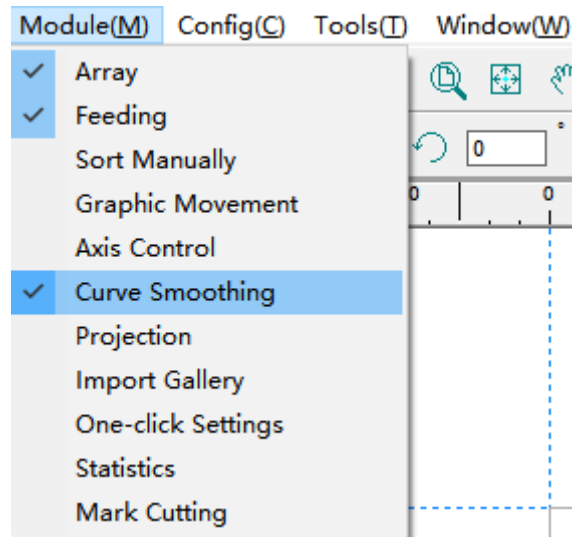 Module(M) Config(C) Tools(T) Window(W)
Array
Feeding
Sort Manually
Graphic Movement
Axis Control
Curve Smoothing
Projection
Import Gallery
One-click Settings
Statistics
Mark Cutting
0 °
0 0